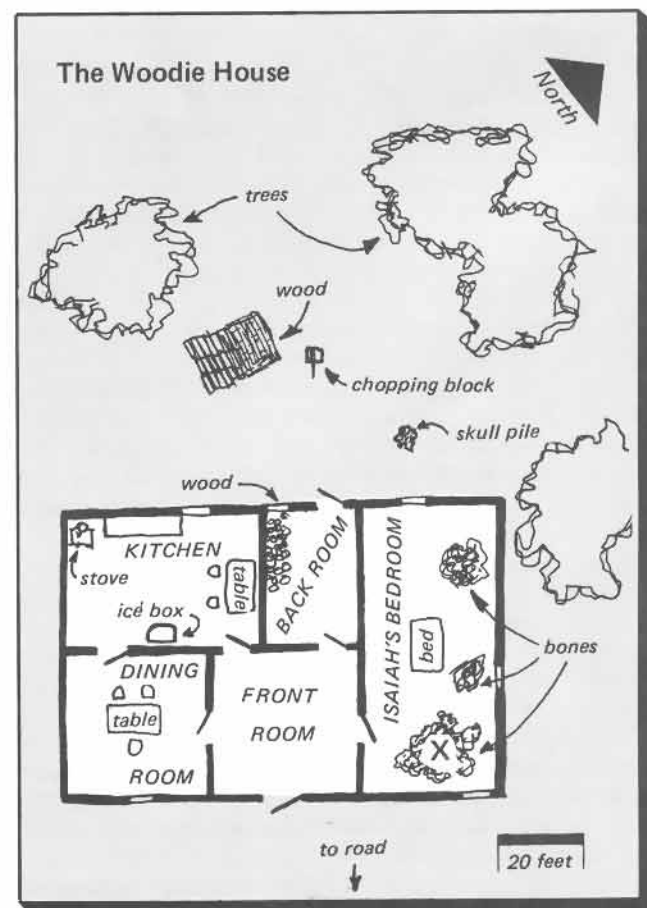 The Woodie House
North
trees
wood
chopping block
skull pile
wood
KITCHEN
stove
table
ice box
BACK ROOM
ISAIAH'S BEDROOM
bed
bones
DINING
table
ROOM
FRONT
ROOM
X
to road
20 feet